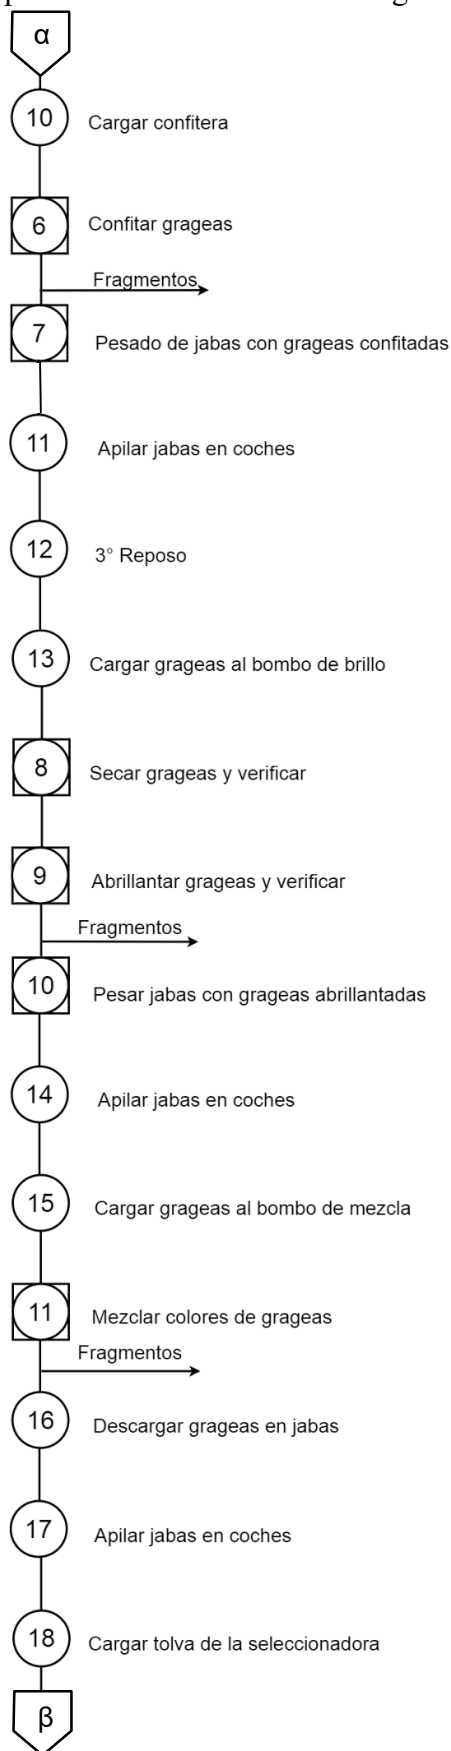 α
10 Cargar confitera
6 Confitar grageas
Fragmentos
7 Pesado de jabas con grageas confitadas
11 Apilar jabas en coches
12 3° Reposo
13 Cargar grageas al bombo de brillo
8 Secar grageas y verificar
9 Abrillantar grageas y verificar
Fragmentos
10 Pesar jabas con grageas abrillantadas
14 Apilar jabas en coches
15 Cargar grageas al bombo de mezcla
11 Mezclar colores de grageas
Fragmentos
16 Descargar grageas en jabas
17 Apilar jabas en coches
18 Cargar tolva de la seleccionadora
β